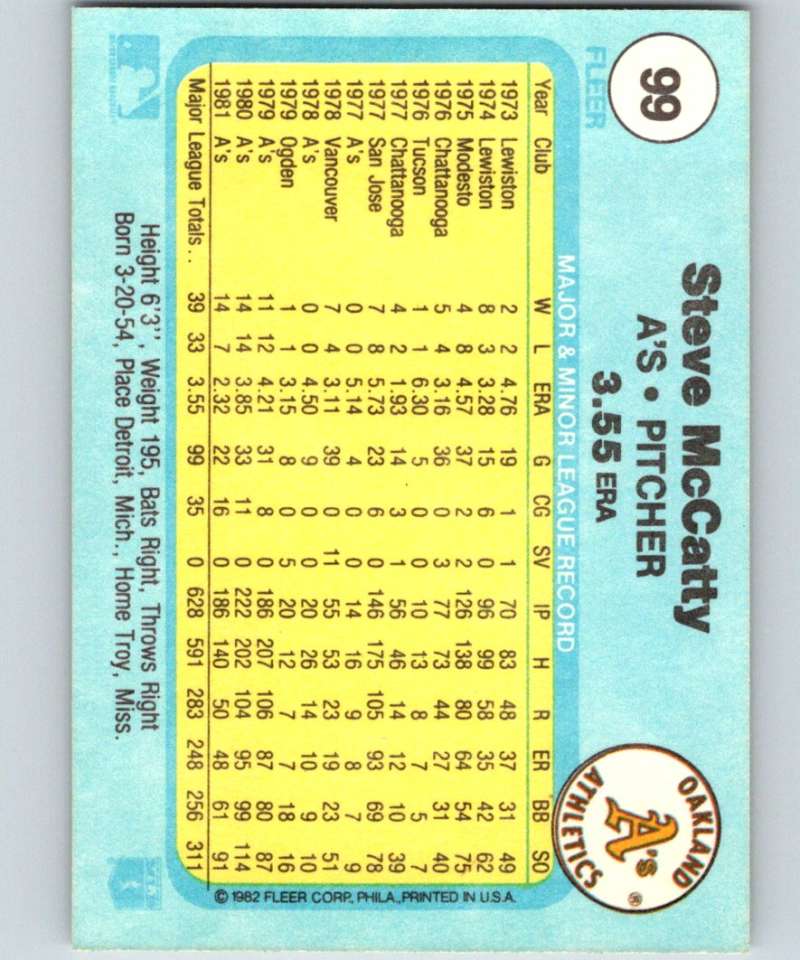 99
FLEER
Steve McCatty
A'S • PITCHER
3.55 ERA
OAKLAND
A's
ATHLETICS
MAJOR & MINOR LEAGUE RECORD
Year Club W L ERA G CG SV IP H R ER BB SO
1973 Lewiston 2 2 4.76 19 1 1 70 83 48 37 31 49
1974 Lewiston 8 3 3.28 15 6 0 96 99 58 35 42 62
1975 Modesto 4 8 4.57 37 2 2 126 138 80 64 54 75
1976 Chattanooga 5 4 3.16 36 0 3 77 73 44 27 31 40
1976 Tucson 1 1 6.30 5 0 0 10 13 8 7 5 7
1977 Chattanooga 4 2 1.93 14 3 1 56 46 14 12 10 39
1977 San Jose 7 8 5.73 23 6 0 146 175 105 93 69 78
1977 A's 0 0 5.14 4 0 0 14 16 9 8 7 9
1978 Vancouver 7 4 3.11 39 0 11 55 53 23 19 23 51
1978 A's 0 0 4.50 9 0 0 20 26 14 10 9 10
1979 Ogden 1 1 3.15 8 0 5 20 12 7 7 18 16
1979 A's 11 12 4.21 31 8 0 186 207 106 87 80 87
1980 A's 14 14 3.85 33 11 0 222 202 104 95 99 114
1981 A's 14 7 2.32 22 16 0 186 140 50 48 61 91
Major League Totals . . 39 33 3.55 99 35 0 628 591 283 248 256 311
© 1982 FLEER CORP., PHILA., PRINTED IN U.S.A.
Height 6'3'', Weight 195, Bats Right, Throws Right
Born 3-20-54, Place Detroit, Mich., Home Troy, Miss.